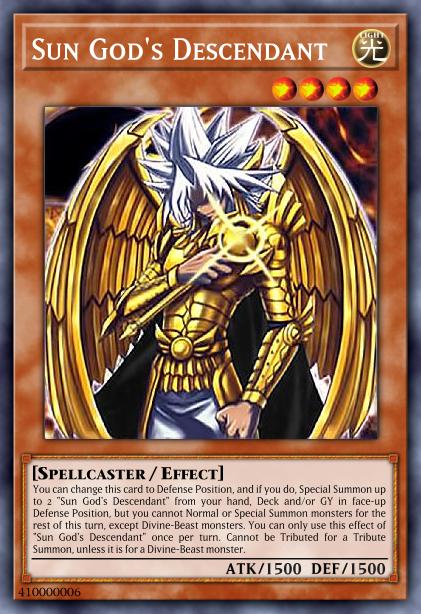 Sun God's Descendant
LIGHT
光
[Spellcaster / Effect]
You can change this card to Defense Position, and if you do, Special Summon up
to 2 "Sun God's Descendant" from your hand, Deck and/or GY in face-up
Defense Position, but you cannot Normal or Special Summon monsters for the
rest of this turn, except Divine-Beast monsters. You can only use this effect of
"Sun God's Descendant" once per turn. Cannot be Tributed for a Tribute
Summon, unless it is for a Divine-Beast monster.
ATK/1500 DEF/1500
410000006